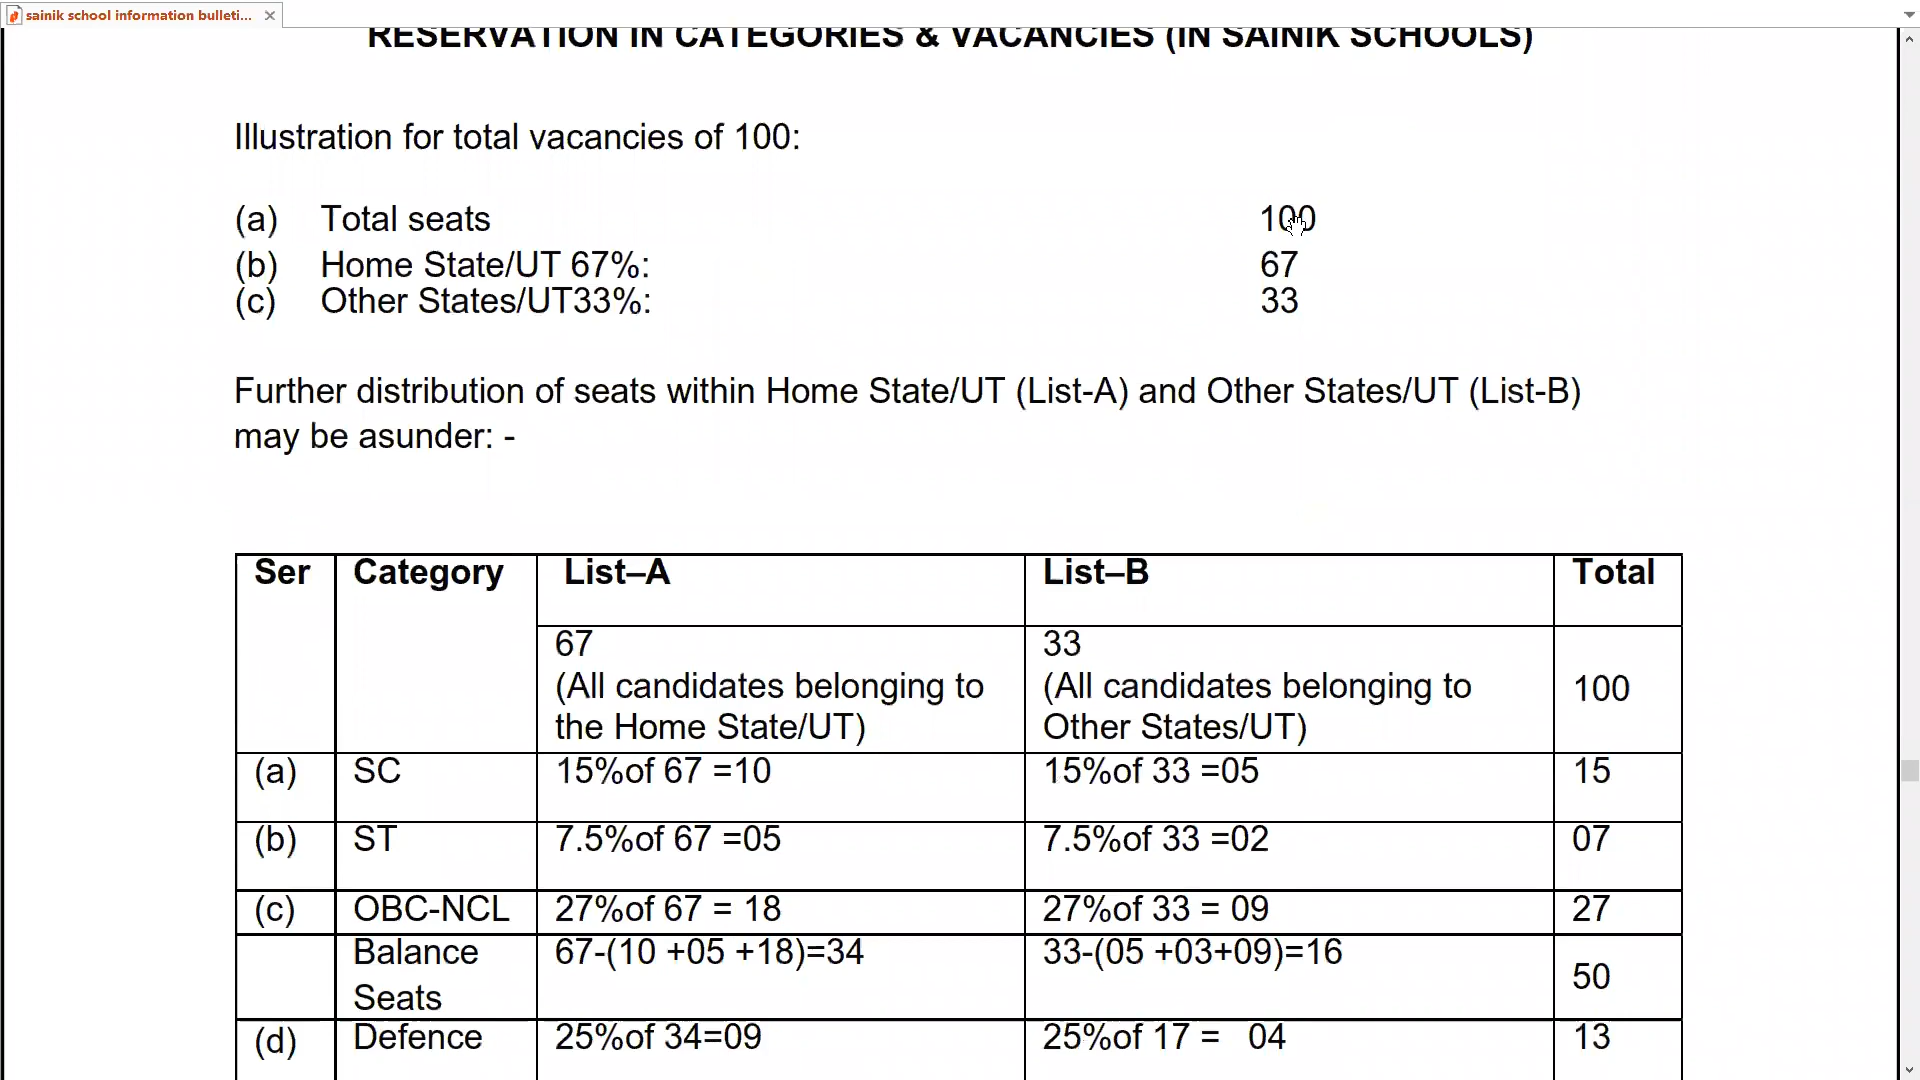 sainik school information bulleti...
RESERVATION IN CATEGORIES & VACANCIES (IN SAINIK SCHOOLS)
Illustration for total vacancies of 100:
(a) Total seats 100
(b) Home State/UT 67%: 67
(c) Other States/UT33%: 33
Further distribution of seats within Home State/UT (List-A) and Other States/UT (List-B)
may be asunder: -
Ser Category List–A List–B Total
67 33
(All candidates belonging to (All candidates belonging to 100
the Home State/UT) Other States/UT)
(a) SC 15%of 67 =10 15%of 33 =05 15
(b) ST 7.5%of 67 =05 7.5%of 33 =02 07
(c) OBC-NCL 27%of 67 = 18 27%of 33 = 09 27
Balance 67-(10 +05 +18)=34 33-(05 +03+09)=16 50
Seats
(d) Defence 25%of 34=09 25%of 17 = 04 13